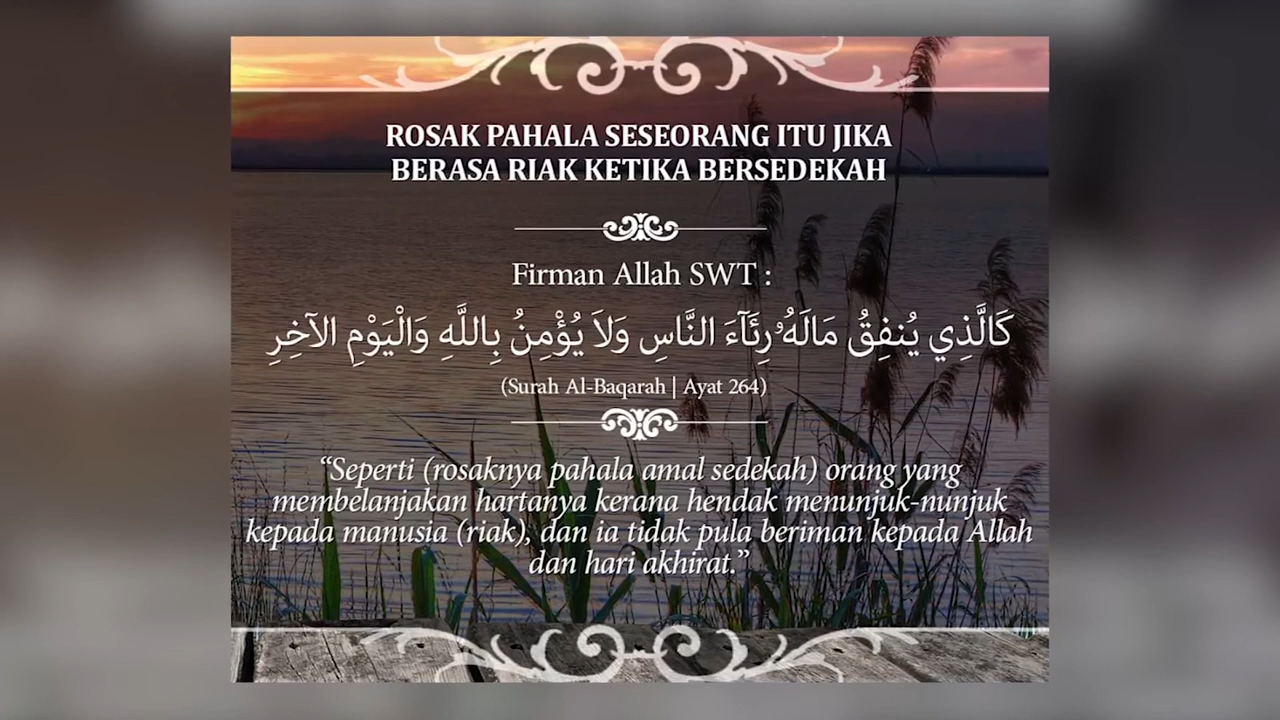 ROSAK PAHALA SESEORANG ITU JIKA
BERASA RIAK KETIKA BERSEDEKAH
Firman Allah SWT :
كَالَّذِي يُنفِقُ مَالَهُۥ رِئَآءَ النَّاسِ وَلاَ يُؤْمِنُ بِاللَّهِ وَالْيَوْمِ الآخِرِ
(Surah Al-Baqarah | Ayat 264)
“Seperti (rosaknya pahala amal sedekah) orang yang
membelanjakan hartanya kerana hendak menunjuk-nunjuk
kepada manusia (riak), dan ia tidak pula beriman kepada Allah
dan hari akhirat.”